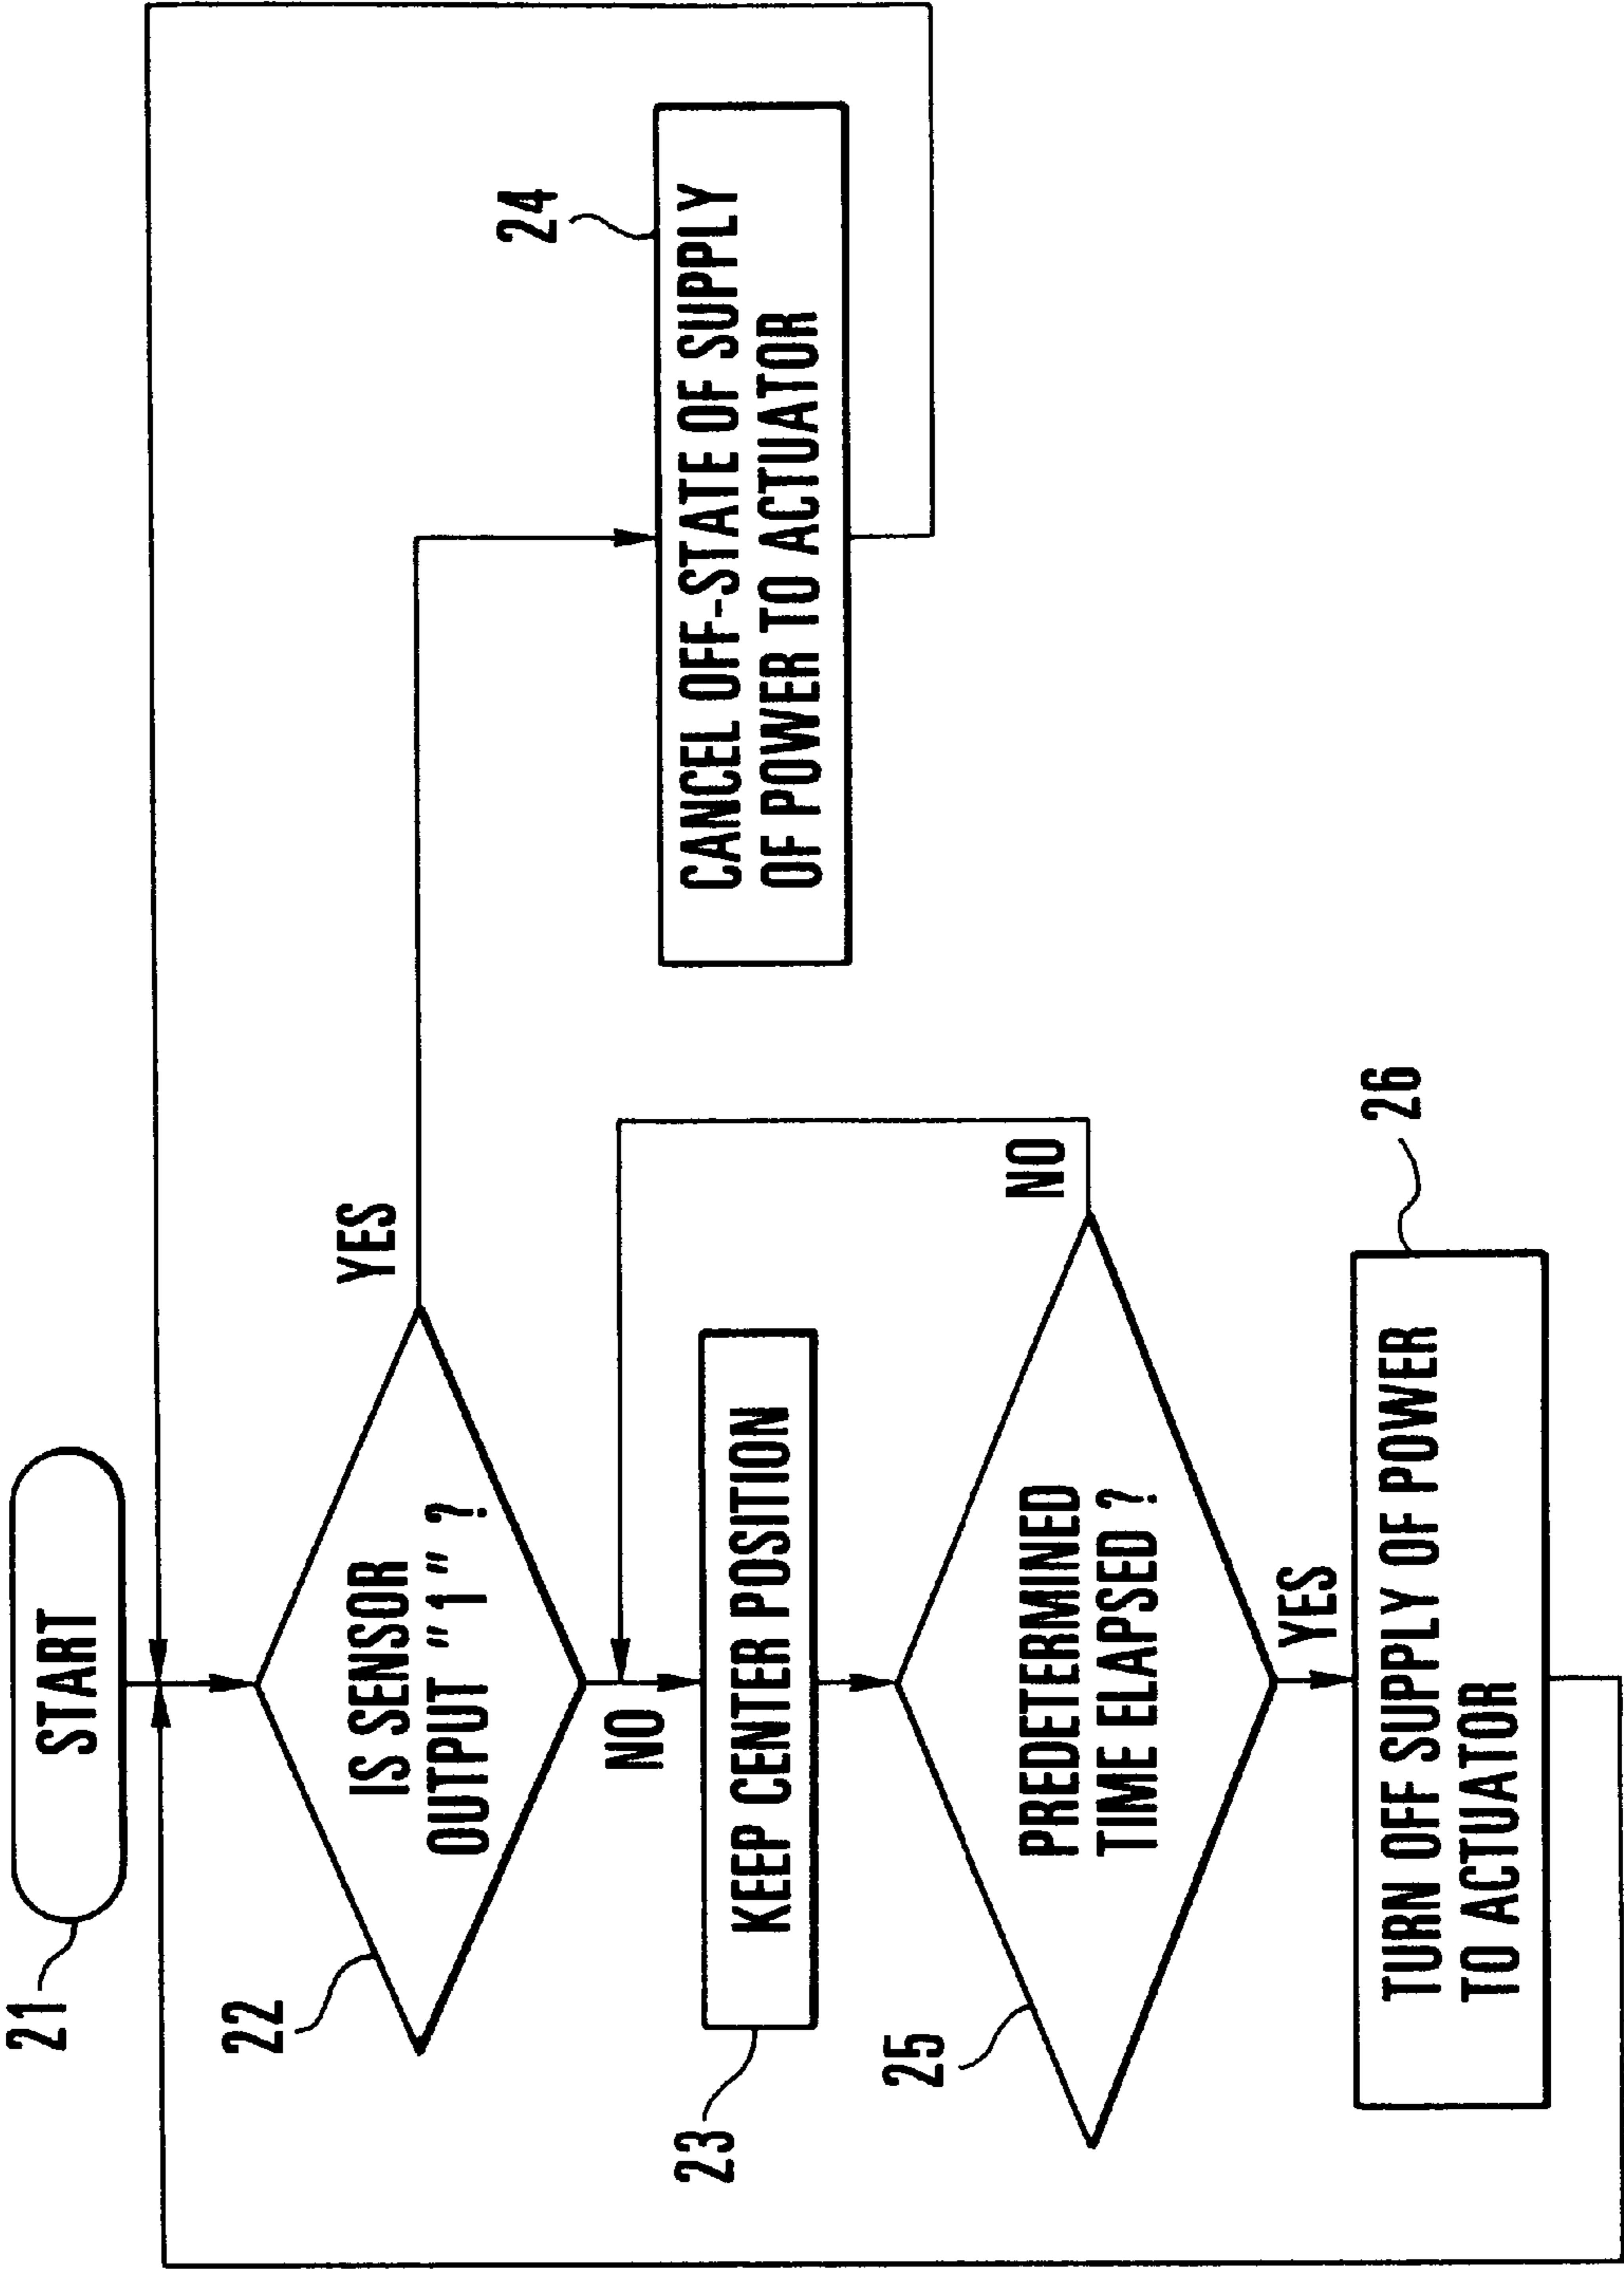 21
START
22
IS SENSOR
OUTPUT "1" ?
YES
NO
24
CANCEL OFF-STATE OF SUPPLY
OF POWER TO ACTUATOR
23
KEEP CENTER POSITION
25
PREDETERMINED
TIME ELAPSED ?
NO
YES
26
TURN OFF SUPPLY OF POWER
TO ACTUATOR